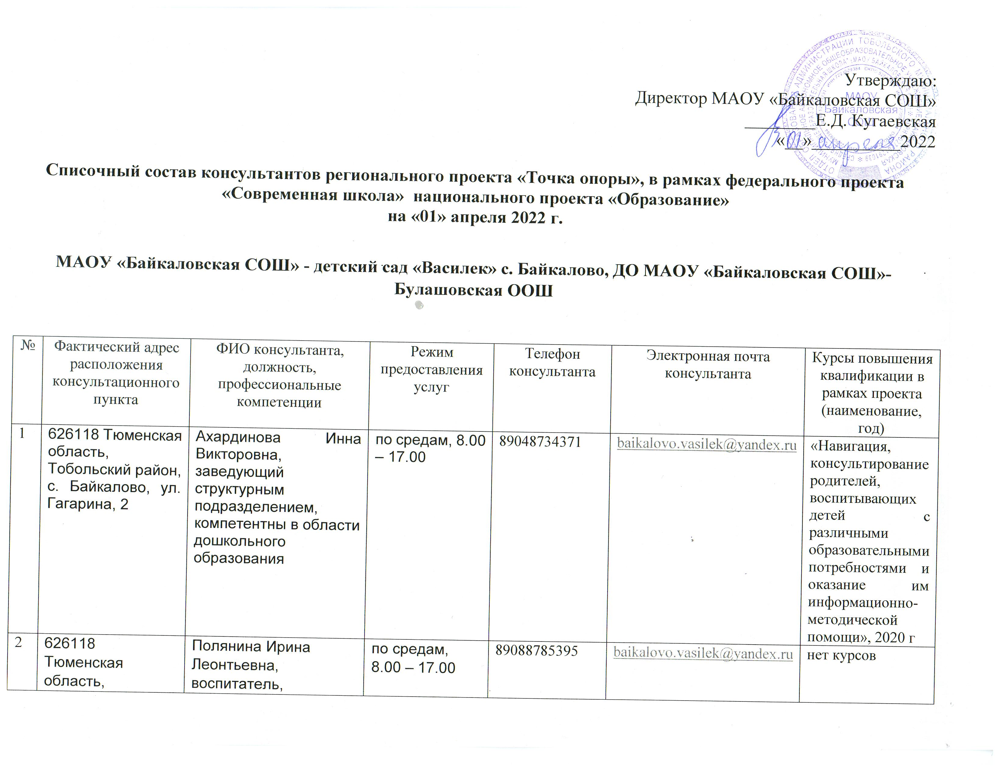 Утверждаю:
Директор МАОУ «Байкаловская СОШ»
________Е.Д. Кугаевская
«01» апреля 2022
МАОУ
Байкаловская
СОШ
Списочный состав консультантов регионального проекта «Точка опоры», в рамках федерального проекта
«Современная школа» национального проекта «Образование»
на «01» апреля 2022 г.
МАОУ «Байкаловская СОШ» - детский сад «Василек» с. Байкалово, ДО МАОУ «Байкаловская СОШ»-
Булашовская ООШ
№
Фактический адрес
расположения
консультационного
пункта
ФИО консультанта,
должность,
профессиональные
компетенции
Режим
предоставления
услуг
Телефон
консультанта
Электронная почта
консультанта
Курсы повышения
квалификации в
рамках проекта
(наименование,
год)
1
626118 Тюменская
область,
Тобольский район,
с. Байкалово, ул.
Гагарина, 2
Ахардинова Инна
Викторовна,
заведующий
структурным
подразделением,
компетентны в области
дошкольного
образования
по средам, 8.00
– 17.00
89048734371
baikalovo.vasilek@yandex.ru
«Навигация,
консультирование
родителей,
воспитывающих
детей с
различными
образовательными
потребностями и
оказание им
информационно-
методической
помощи», 2020 г
2
626118
Тюменская
область,
Полянина Ирина
Леонтьевна,
воспитатель,
по средам,
8.00 – 17.00
89088785395
baikalovo.vasilek@yandex.ru
нет курсов